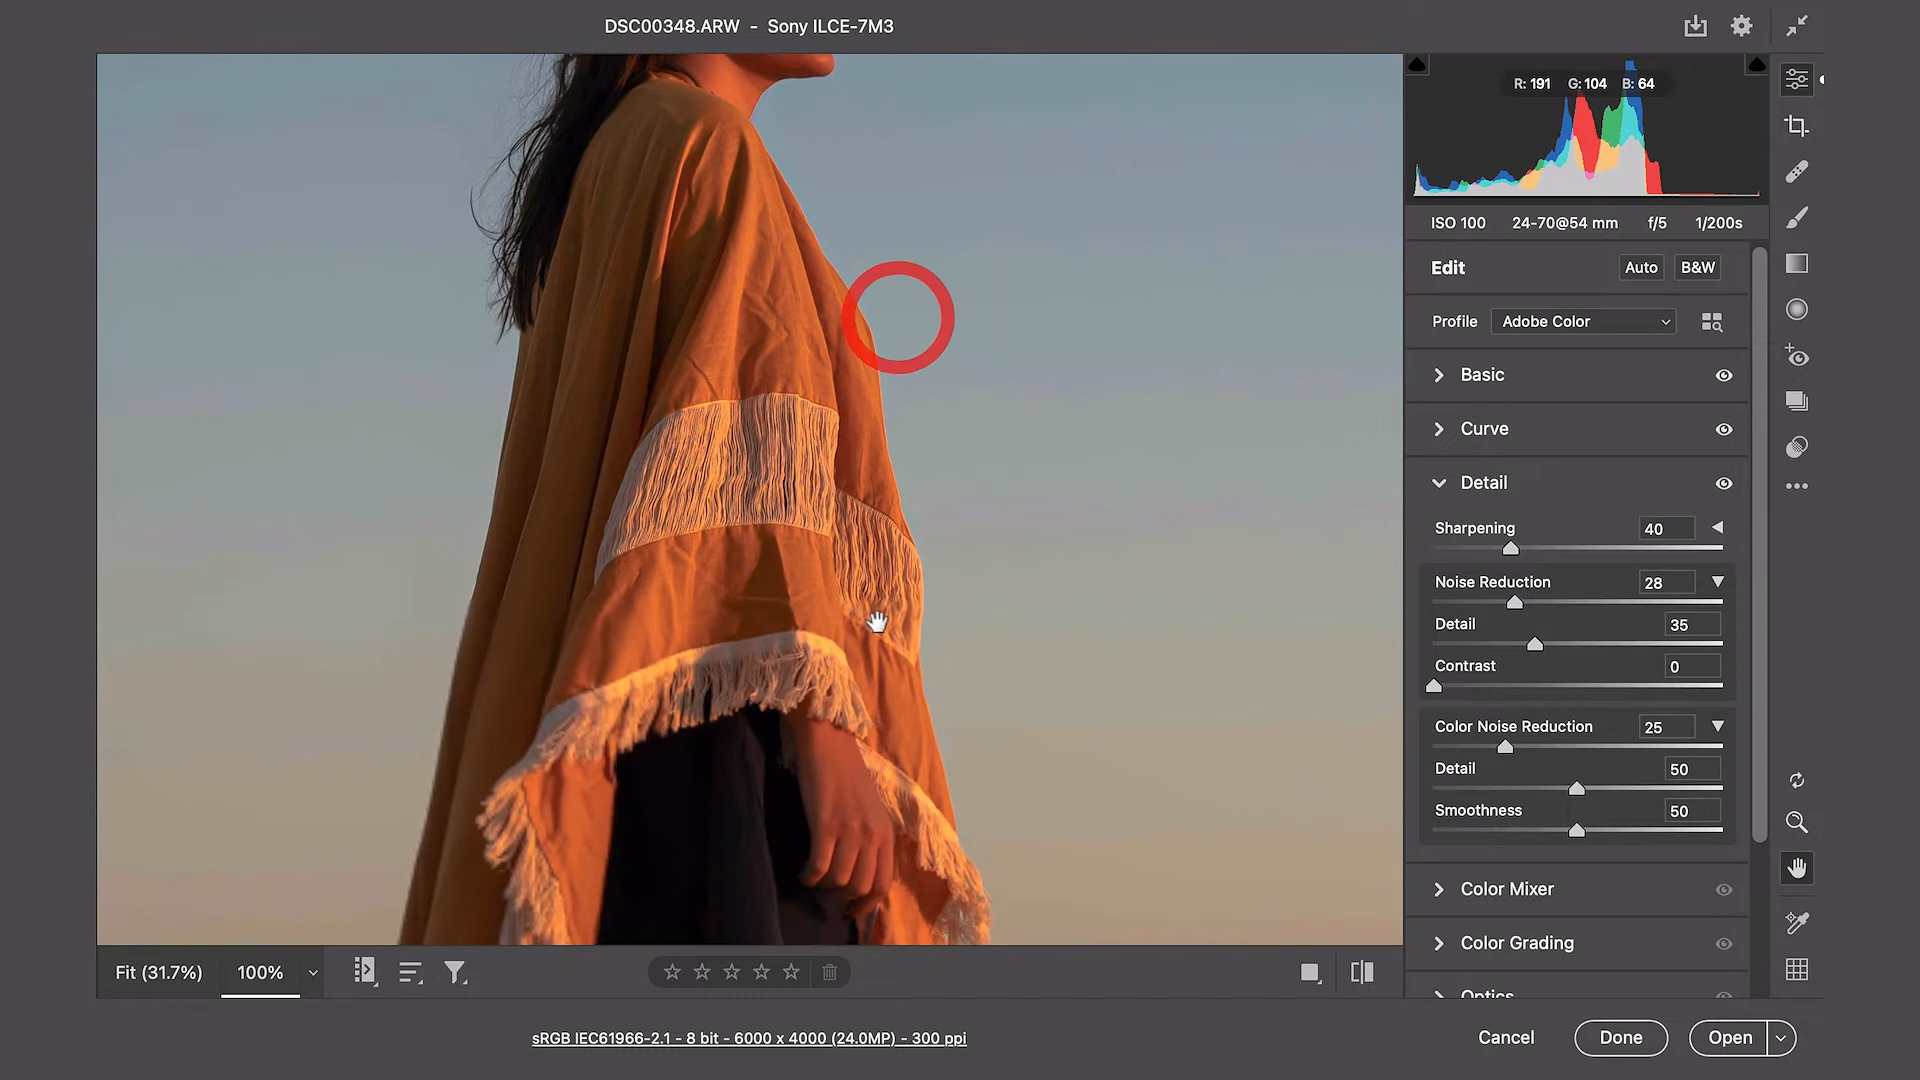 DSC00348.ARW - Sony ILCE-7M3
R: 191 G: 104 B: 64
ISO 100 24-70@54 mm f/5 1/200s
Edit Auto B&W
Profile Adobe Color
Basic
Curve
Detail
Sharpening 40
Noise Reduction 28
Detail 35
Contrast 0
Color Noise Reduction 25
Detail 50
Smoothness 50
Color Mixer
Color Grading
Optics
Fit (31.7%) 100%
sRGB IEC61966-2.1 - 8 bit - 6000 x 4000 (24.0MP) - 300 ppi
Cancel Done Open